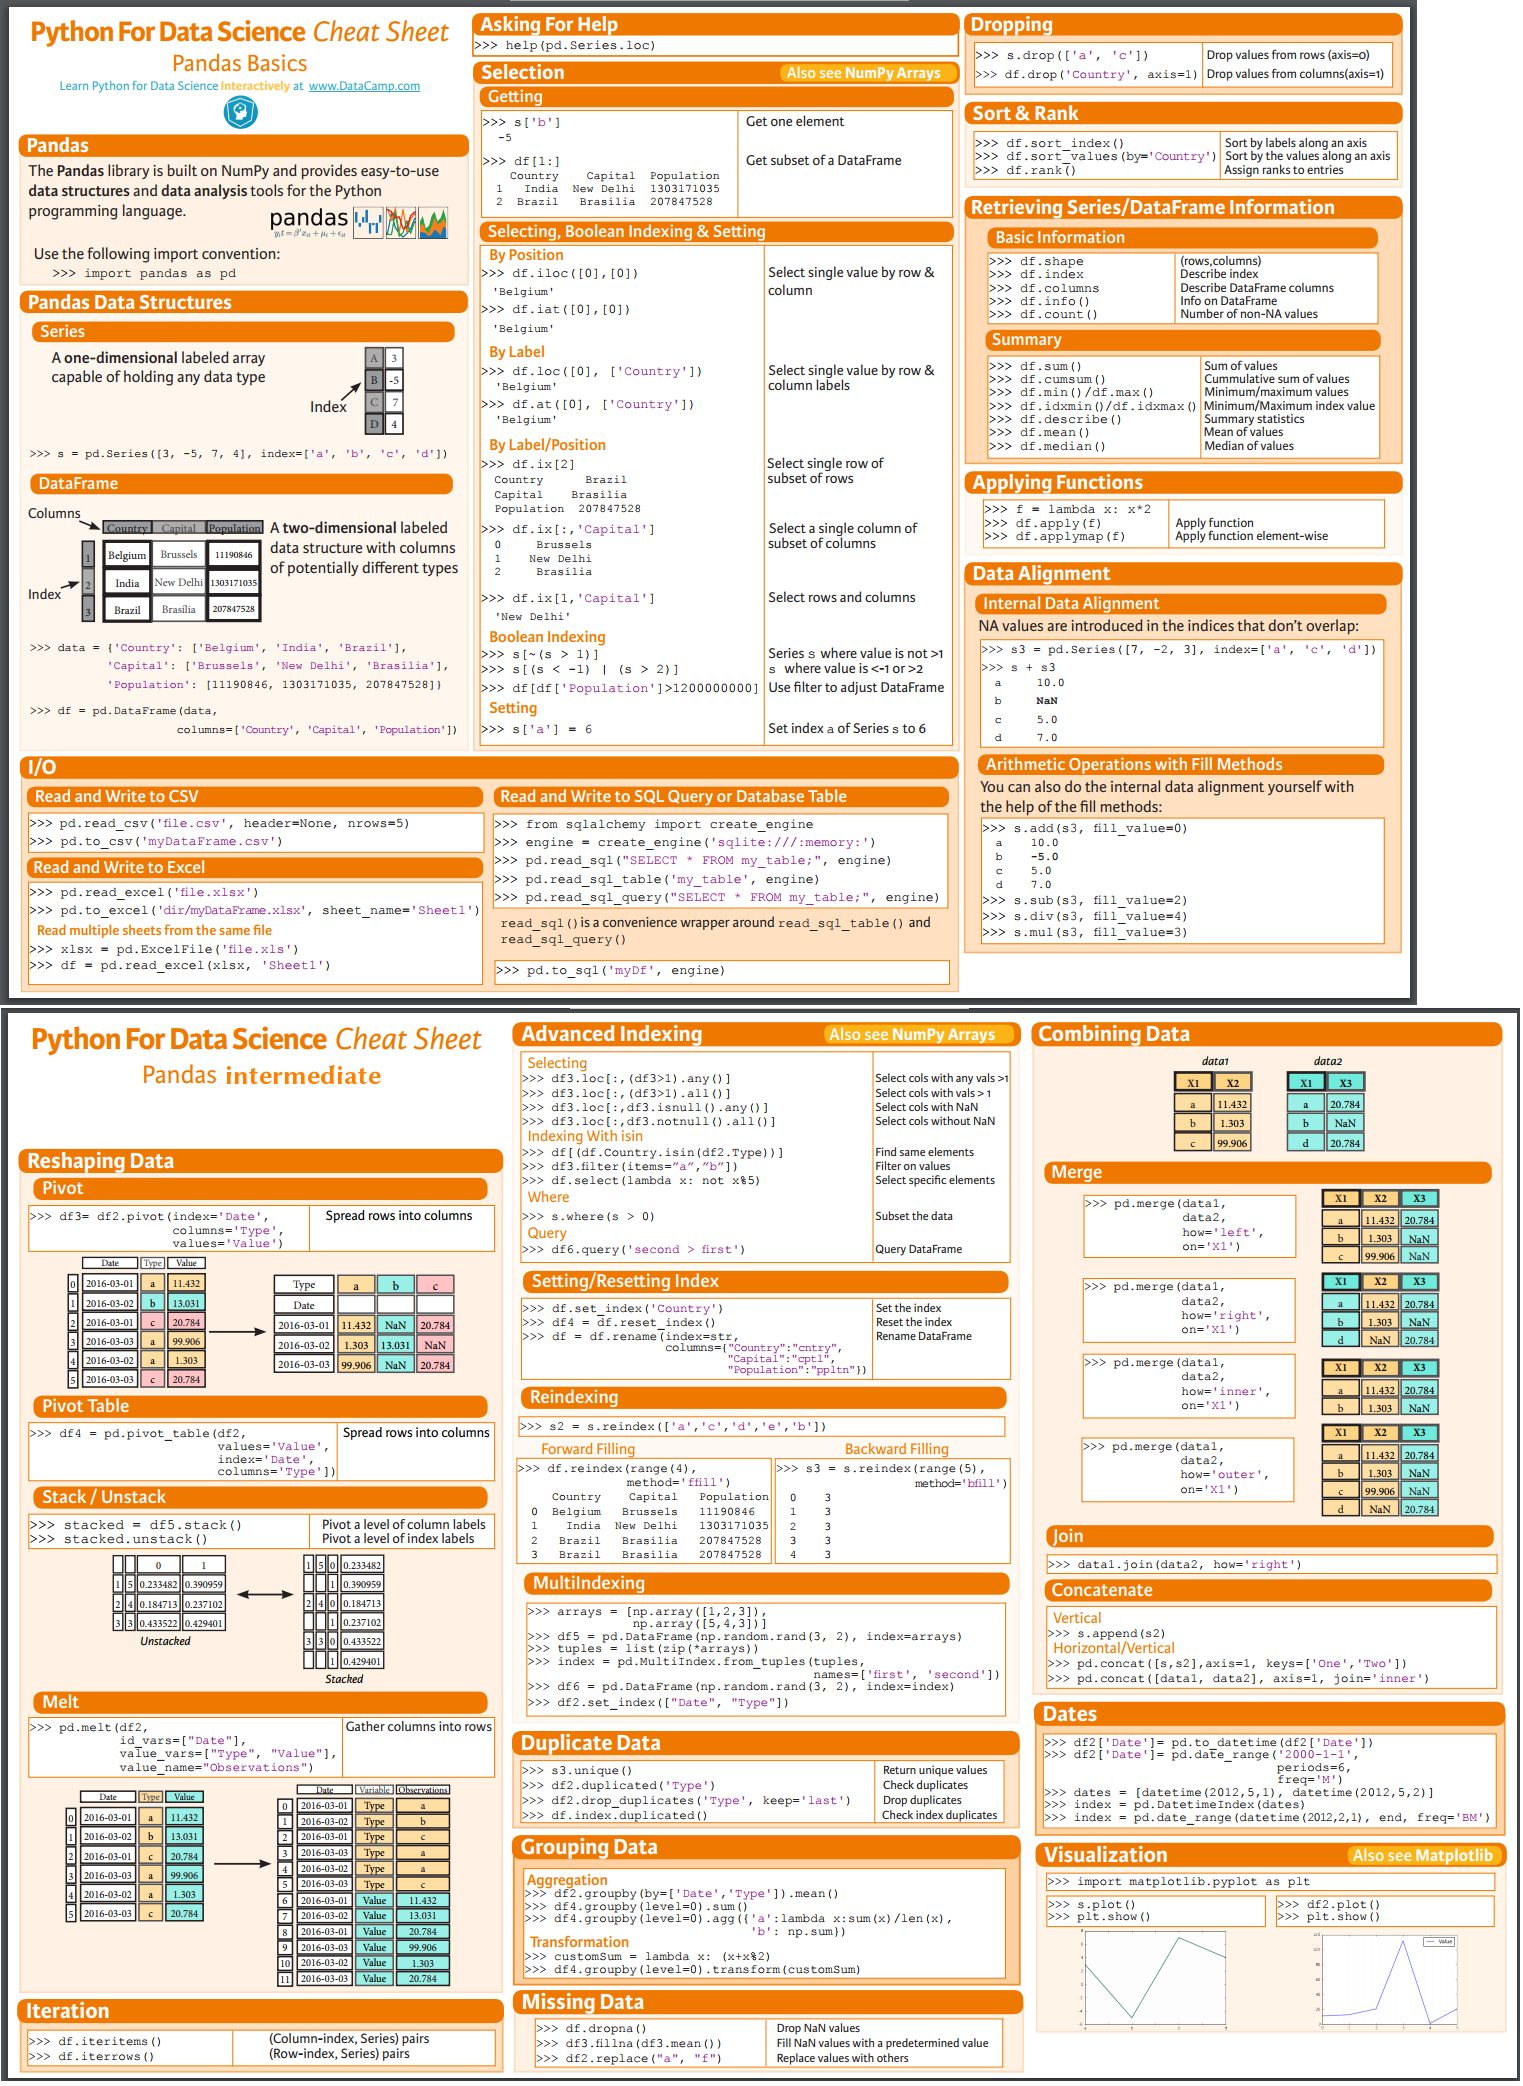 Python For Data Science Cheat Sheet
Pandas Basics
Learn Python for Data Science Interactively at www.DataCamp.com
Pandas
The Pandas library is built on NumPy and provides easy-to-use
data structures and data analysis tools for the Python
programming language.
pandas
Use the following import convention:
>>> import pandas as pd
Pandas Data Structures
Series
A one-dimensional labeled array
capable of holding any data type
Index
A 3
B -5
C 7
D 4
>>> s = pd.Series([3, -5, 7, 4], index=['a', 'b', 'c', 'd'])
DataFrame
Columns
Country Capital Population
1 Belgium Brussels 11190846
2 India New Delhi 1303171035
3 Brazil Brasília 207847528
Index
A two-dimensional labeled
data structure with columns
of potentially different types
>>> data = {'Country': ['Belgium', 'India', 'Brazil'],
'Capital': ['Brussels', 'New Delhi', 'Brasilia'],
'Population': [11190846, 1303171035, 207847528]}
>>> df = pd.DataFrame(data,
columns=['Country', 'Capital', 'Population'])
Asking For Help
>>> help(pd.Series.loc)
Selection Also see NumPy Arrays
Getting
>>> s['b'] Get one element
-5
>>> df[1:] Get subset of a DataFrame
Country Capital Population
1 India New Delhi 1303171035
2 Brazil Brasilia 207847528
Selecting, Boolean Indexing & Setting
By Position
>>> df.iloc([0],[0]) Select single value by row &
'Belgium' column
>>> df.iat([0],[0])
'Belgium'
By Label
>>> df.loc([0], ['Country']) Select single value by row &
'Belgium' column labels
>>> df.at([0], ['Country'])
'Belgium'
By Label/Position
>>> df.ix[2] Select single row of
Country Brazil subset of rows
Capital Brasilia
Population 207847528
>>> df.ix[:,'Capital'] Select a single column of
0 Brussels subset of columns
1 New Delhi
2 Brasilia
>>> df.ix[1,'Capital'] Select rows and columns
'New Delhi'
Boolean Indexing
>>> s[~(s > 1)] Series s where value is not >1
>>> s[(s < -1) | (s > 2)] s where value is <-1 or >2
>>> df[df['Population']>1200000000] Use filter to adjust DataFrame
Setting
>>> s['a'] = 6 Set index a of Series s to 6
Dropping
>>> s.drop(['a', 'c']) Drop values from rows (axis=0)
>>> df.drop('Country', axis=1) Drop values from columns(axis=1)
Sort & Rank
>>> df.sort_index() Sort by labels along an axis
>>> df.sort_values(by='Country') Sort by the values along an axis
>>> df.rank() Assign ranks to entries
Retrieving Series/DataFrame Information
Basic Information
>>> df.shape (rows,columns)
>>> df.index Describe index
>>> df.columns Describe DataFrame columns
>>> df.info() Info on DataFrame
>>> df.count() Number of non-NA values
Summary
>>> df.sum() Sum of values
>>> df.cumsum() Cummulative sum of values
>>> df.min()/df.max() Minimum/maximum values
>>> df.idxmin()/df.idxmax() Minimum/Maximum index value
>>> df.describe() Summary statistics
>>> df.mean() Mean of values
>>> df.median() Median of values
Applying Functions
>>> f = lambda x: x*2
>>> df.apply(f) Apply function
>>> df.applymap(f) Apply function element-wise
Data Alignment
Internal Data Alignment
NA values are introduced in the indices that don't overlap:
>>> s3 = pd.Series([7, -2, 3], index=['a', 'c', 'd'])
>>> s + s3
a 10.0
b NaN
c 5.0
d 7.0
Arithmetic Operations with Fill Methods
You can also do the internal data alignment yourself with
the help of the fill methods:
>>> s.add(s3, fill_value=0)
a 10.0
b -5.0
c 5.0
d 7.0
>>> s.sub(s3, fill_value=2)
>>> s.div(s3, fill_value=4)
>>> s.mul(s3, fill_value=3)
I/O
Read and Write to CSV
>>> pd.read_csv('file.csv', header=None, nrows=5)
>>> pd.to_csv('myDataFrame.csv')
Read and Write to Excel
>>> pd.read_excel('file.xlsx')
>>> pd.to_excel('dir/myDataFrame.xlsx', sheet_name='Sheet1')
Read multiple sheets from the same file
>>> xlsx = pd.ExcelFile('file.xls')
>>> df = pd.read_excel(xlsx, 'Sheet1')
Read and Write to SQL Query or Database Table
>>> from sqlalchemy import create_engine
>>> engine = create_engine('sqlite:///:memory:')
>>> pd.read_sql("SELECT * FROM my_table;", engine)
>>> pd.read_sql_table('my_table', engine)
>>> pd.read_sql_query("SELECT * FROM my_table;", engine)
read_sql() is a convenience wrapper around read_sql_table() and
read_sql_query()
>>> pd.to_sql('myDf', engine)
Python For Data Science Cheat Sheet
Pandas intermediate
Reshaping Data
Pivot
>>> df3= df2.pivot(index='Date', Spread rows into columns
columns='Type',
values='Value')
Date Type Value
0 2016-03-01 a 11.432
1 2016-03-02 b 13.031
2 2016-03-01 c 20.784
3 2016-03-03 a 99.906
4 2016-03-02 a 1.303
5 2016-03-03 c 20.784
Type a b c
Date
2016-03-01 11.432 NaN 20.784
2016-03-02 1.303 13.031 NaN
2016-03-03 99.906 NaN 20.784
Pivot Table
>>> df4 = pd.pivot_table(df2, Spread rows into columns
values='Value',
index='Date',
columns='Type'])
Stack / Unstack
>>> stacked = df5.stack() Pivot a level of column labels
>>> stacked.unstack() Pivot a level of index labels
0 1
1 5 0.233482 0.390959
2 4 0.184713 0.237102
3 3 0.433522 0.429401
Unstacked
1 5 0 0.233482
1 0.390959
2 4 0 0.184713
1 0.237102
3 3 0 0.433522
1 0.429401
Stacked
Melt
>>> pd.melt(df2, Gather columns into rows
id_vars=["Date"],
value_vars=["Type", "Value"],
value_name="Observations")
Date Type Value
0 2016-03-01 a 11.432
1 2016-03-02 b 13.031
2 2016-03-01 c 20.784
3 2016-03-03 a 99.906
4 2016-03-02 a 1.303
5 2016-03-03 c 20.784
Date Variable Observations
0 2016-03-01 Type a
1 2016-03-02 Type b
2 2016-03-01 Type c
3 2016-03-03 Type a
4 2016-03-02 Type a
5 2016-03-03 Type c
6 2016-03-01 Value 11.432
7 2016-03-02 Value 13.031
8 2016-03-01 Value 20.784
9 2016-03-03 Value 99.906
10 2016-03-02 Value 1.303
11 2016-03-03 Value 20.784
Iteration
>>> df.iteritems() (Column-index, Series) pairs
>>> df.iterrows() (Row-index, Series) pairs
Advanced Indexing Also see NumPy Arrays
Selecting
>>> df3.loc[:,(df3>1).any()] Select cols with any vals >1
>>> df3.loc[:,(df3>1).all()] Select cols with vals > 1
>>> df3.loc[:,df3.isnull().any()] Select cols with NaN
>>> df3.loc[:,df3.notnull().all()] Select cols without NaN
Indexing With isin
>>> df[(df.Country.isin(df2.Type))] Find same elements
>>> df3.filter(items="a","b"]) Filter on values
>>> df.select(lambda x: not x%5) Select specific elements
Where
>>> s.where(s > 0) Subset the data
Query
>>> df6.query('second > first') Query DataFrame
Setting/Resetting Index
>>> df.set_index('Country') Set the index
>>> df4 = df.reset_index() Reset the index
>>> df = df.rename(index=str, Rename DataFrame
columns={"Country":"cntry",
"Capital":"cptl",
"Population":"ppltn"})
Reindexing
>>> s2 = s.reindex(['a','c','d','e','b'])
Forward Filling
>>> df.reindex(range(4),
method='ffill')
Country Capital Population
0 Belgium Brussels 11190846
1 India New Delhi 1303171035
2 Brazil Brasilia 207847528
3 Brazil Brasilia 207847528
Backward Filling
>>> s3 = s.reindex(range(5),
method='bfill')
0 3
1 3
2 3
3 3
4 3
MultiIndexing
>>> arrays = [np.array([1,2,3]),
np.array([5,4,3])]
>>> df5 = pd.DataFrame(np.random.rand(3, 2), index=arrays)
>>> tuples = list(zip(*arrays))
>>> index = pd.MultiIndex.from_tuples(tuples,
names=['first', 'second'])
>>> df6 = pd.DataFrame(np.random.rand(3, 2), index=index)
>>> df2.set_index(["Date", "Type"])
Duplicate Data
>>> s3.unique() Return unique values
>>> df2.duplicated('Type') Check duplicates
>>> df2.drop_duplicates('Type', keep='last') Drop duplicates
>>> df.index.duplicated() Check index duplicates
Grouping Data
Aggregation
>>> df2.groupby(by=['Date','Type']).mean()
>>> df4.groupby(level=0).sum()
>>> df4.groupby(level=0).agg({'a':lambda x:sum(x)/len(x),
'b': np.sum})
Transformation
>>> customSum = lambda x: (x+x%2)
>>> df4.groupby(level=0).transform(customSum)
Missing Data
>>> df.dropna() Drop NaN values
>>> df3.fillna(df3.mean()) Fill NaN values with a predetermined value
>>> df2.replace("a", "f") Replace values with others
Combining Data
data1
X1 X2
a 11.432
b 1.303
c 99.906
data2
X1 X3
a 20.784
b NaN
d 20.784
Merge
>>> pd.merge(data1,
data2,
how='left',
on='X1')
X1 X2 X3
a 11.432 20.784
b 1.303 NaN
c 99.906 NaN
>>> pd.merge(data1,
data2,
how='right',
on='X1')
X1 X2 X3
a 11.432 20.784
b 1.303 NaN
d NaN 20.784
>>> pd.merge(data1,
data2,
how='inner',
on='X1')
X1 X2 X3
a 11.432 20.784
b 1.303 NaN
>>> pd.merge(data1,
data2,
how='outer',
on='X1')
X1 X2 X3
a 11.432 20.784
b 1.303 NaN
c 99.906 NaN
d NaN 20.784
Join
>>> data1.join(data2, how='right')
Concatenate
Vertical
>>> s.append(s2)
Horizontal/Vertical
>>> pd.concat([s,s2],axis=1, keys=['One','Two'])
>>> pd.concat([data1, data2], axis=1, join='inner')
Dates
>>> df2['Date']= pd.to_datetime(df2['Date'])
>>> df2['Date']= pd.date_range('2000-1-1',
periods=6,
freq='M')
>>> dates = [datetime(2012,5,1), datetime(2012,5,2)]
>>> index = pd.DatetimeIndex(dates)
>>> index = pd.date_range(datetime(2012,2,1), end, freq='BM')
Visualization Also see Matplotlib
>>> import matplotlib.pyplot as plt
>>> s.plot()
>>> plt.show()
>>> df2.plot()
>>> plt.show()
Value